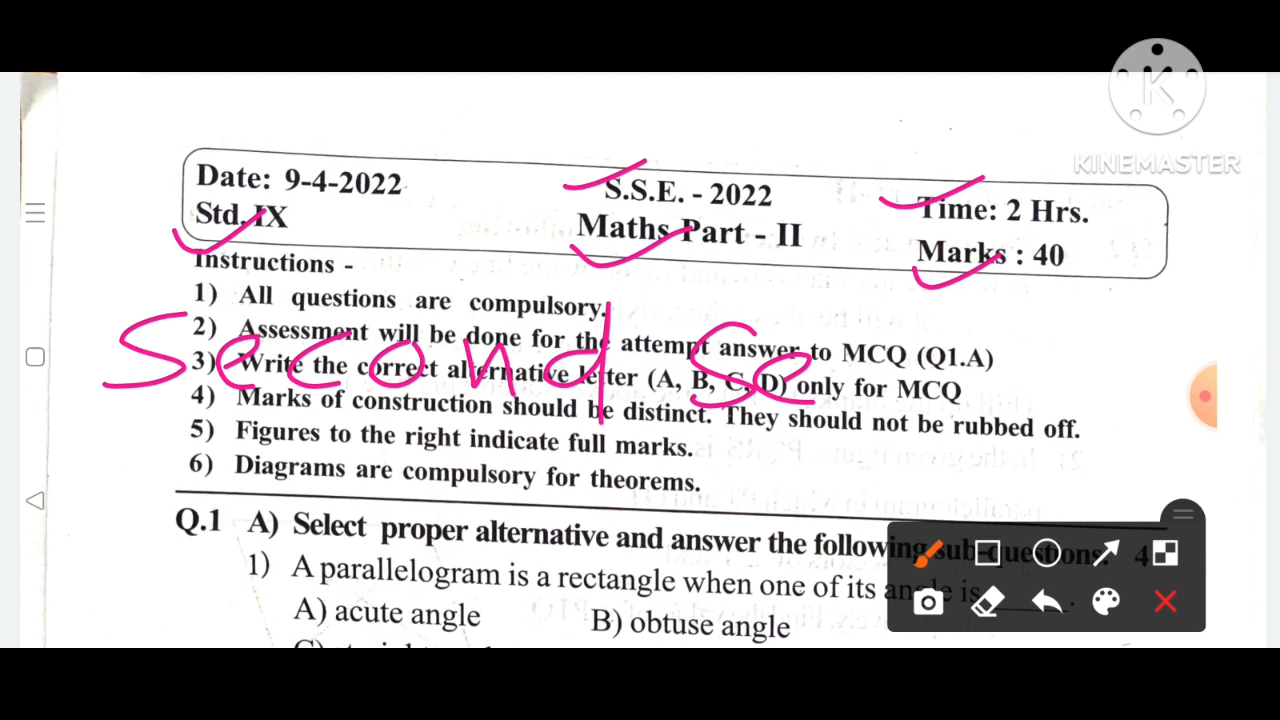 KINEMASTER
Date: 9-4-2022 S.S.E. - 2022 Time: 2 Hrs.
Std. IX Maths Part - II Marks : 40
Instructions -
1) All questions are compulsory.
2) Assessment will be done for the attempt answer to MCQ (Q1.A)
3) Write the correct alternative letter (A, B, C, D) only for MCQ
second se
4) Marks of construction should be distinct. They should not be rubbed off.
5) Figures to the right indicate full marks.
6) Diagrams are compulsory for theorems.
Q.1 A) Select proper alternative and answer the following sub-questions. 4
1) A parallelogram is a rectangle when one of its angle is ______.
A) acute angle B) obtuse angle